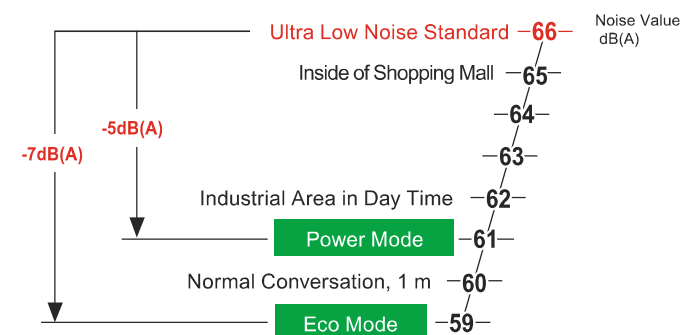 Ultra Low Noise Standard 66 Noise Value
dB(A)
Inside of Shopping Mall 65
64
-5dB(A)
-7dB(A)
63
Industrial Area in Day Time 62
Power Mode 61
Normal Conversation, 1 m 60
Eco Mode 59